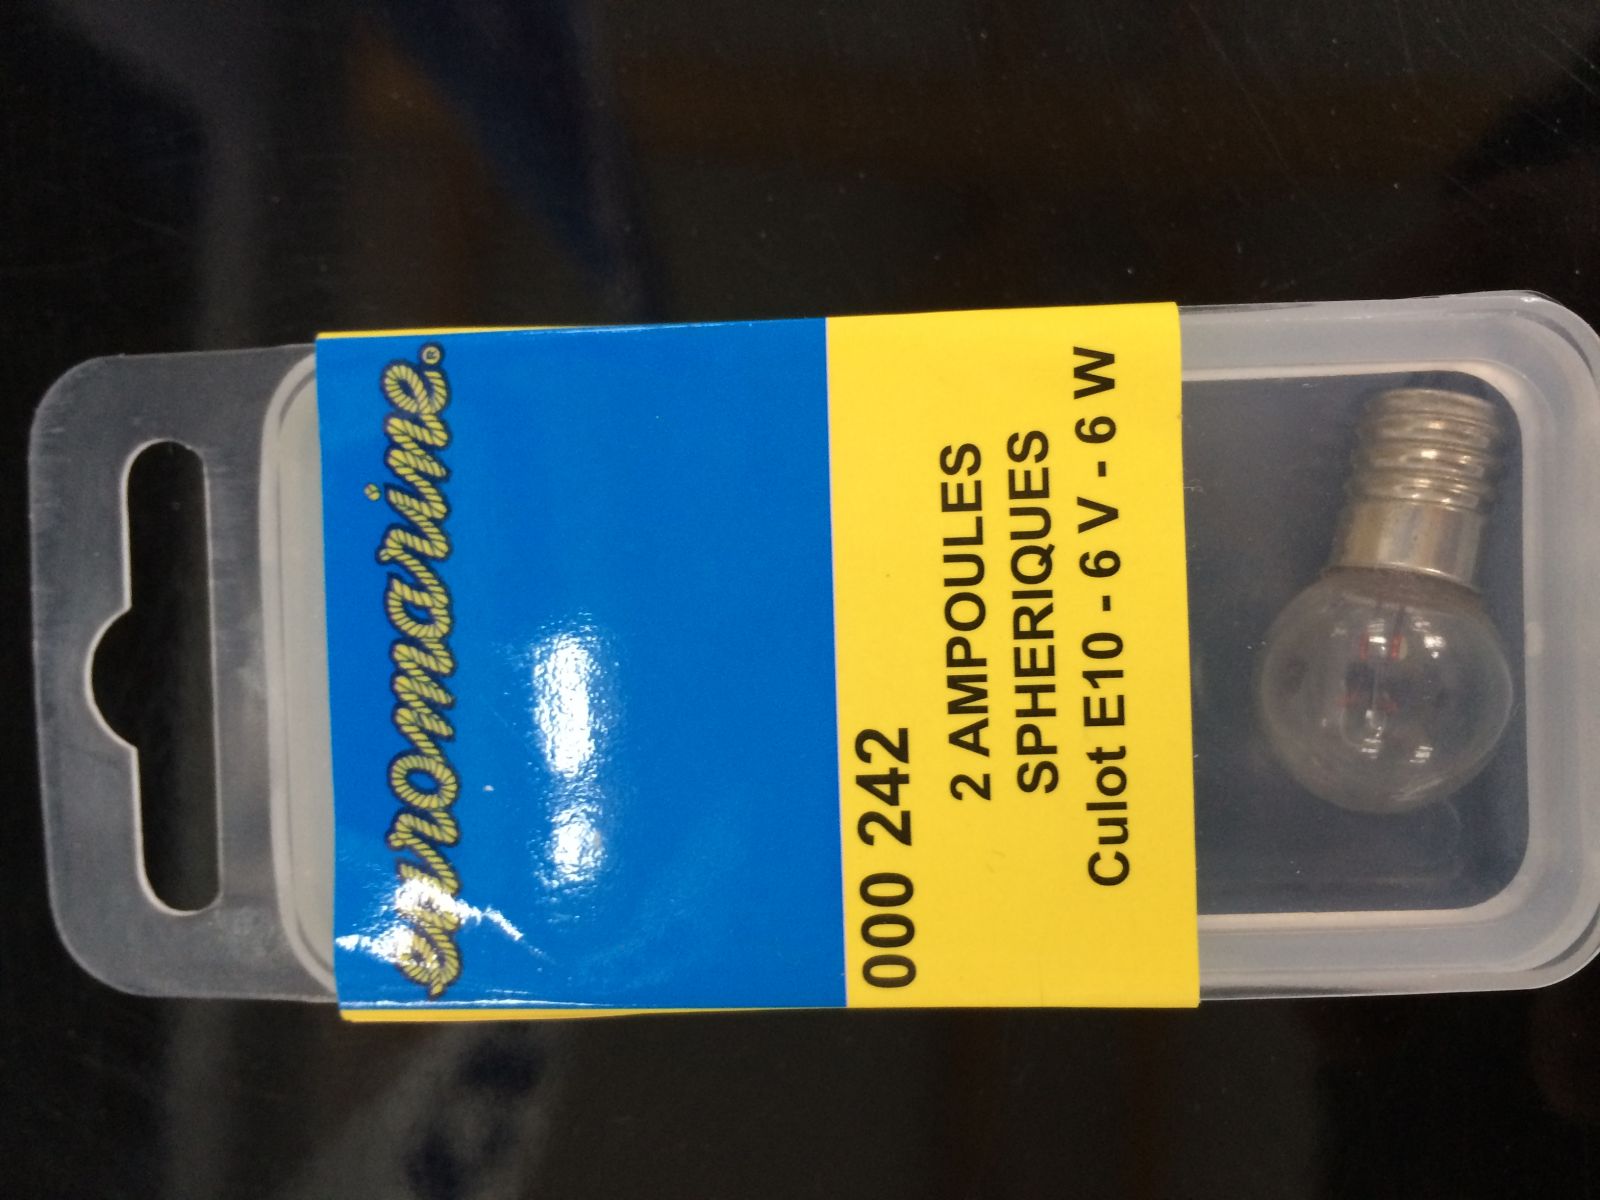 euromarine®
000 242
2 AMPOULES
SPHERIQUES
Culot E10 - 6 V - 6 W